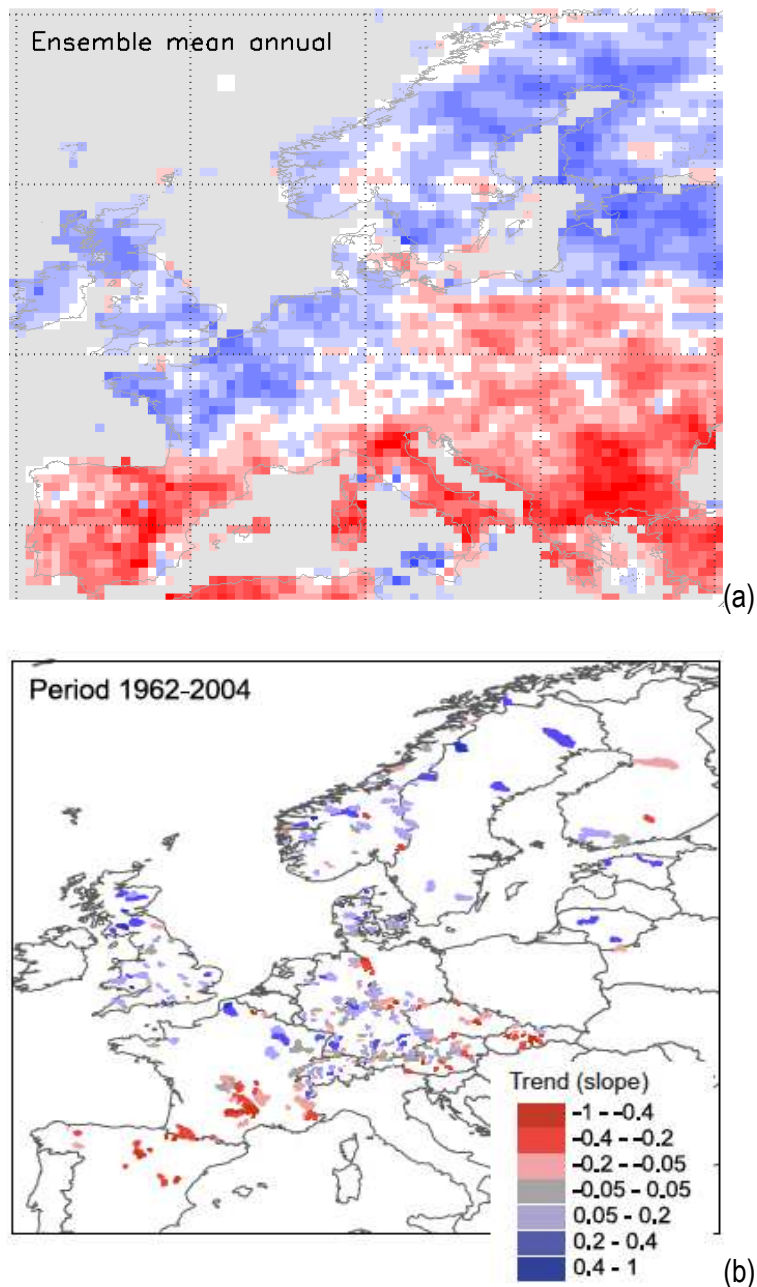 Ensemble mean annual
(a)
Period 1962-2004
Trend (slope)
-1 - -0.4
-0.4 - -0.2
-0.2 - -0.05
-0.05 - 0.05
0.05 - 0.2
0.2 - 0.4
0.4 - 1
(b)